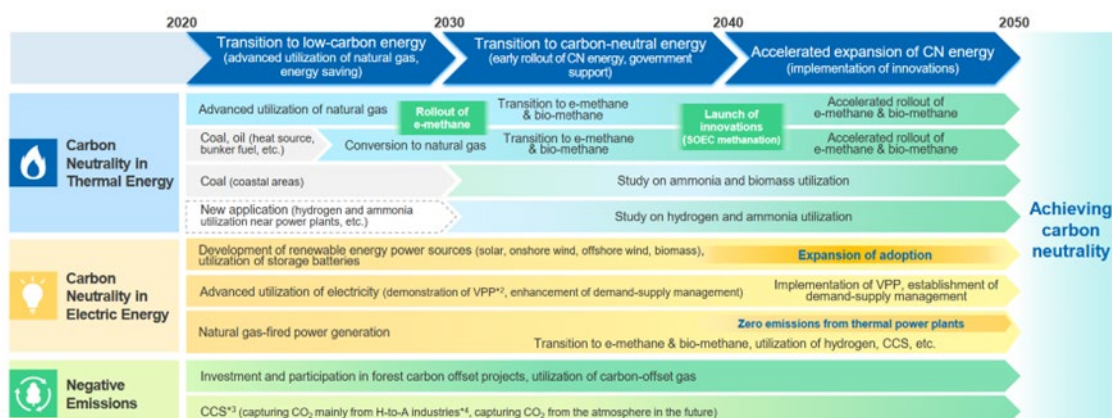 2020 2030 2040 2050
Transition to low-carbon energy
(advanced utilization of natural gas,
energy saving)
Transition to carbon-neutral energy
(early rollout of CN energy, government
support)
Accelerated expansion of CN energy
(implementation of innovations)
Carbon
Neutrality in
Thermal Energy
Advanced utilization of natural gas
Rollout of
e-methane
Transition to e-methane
& bio-methane
Launch of
innovations
(SOEC methanation)
Accelerated rollout of
e-methane & bio-methane
Coal, oil (heat source,
bunker fuel, etc.)
Conversion to natural gas
Transition to e-methane
& bio-methane
Accelerated rollout of
e-methane & bio-methane
Coal (coastal areas)
Study on ammonia and biomass utilization
New application (hydrogen and ammonia
utilization near power plants, etc.)
Study on hydrogen and ammonia utilization
Carbon
Neutrality in
Electric Energy
Development of renewable energy power sources (solar, onshore wind, offshore wind, biomass),
utilization of storage batteries
Expansion of adoption
Advanced utilization of electricity (demonstration of VPP*2, enhancement of demand-supply management)
Implementation of VPP, establishment of
demand-supply management
Natural gas-fired power generation
Zero emissions from thermal power plants
Transition to e-methane & bio-methane, utilization of hydrogen, CCS, etc.
Negative
Emissions
Investment and participation in forest carbon offset projects, utilization of carbon-offset gas
CCS*3 (capturing CO2 mainly from H-to-A industries*4, capturing CO2 from the atmosphere in the future)
Achieving
carbon
neutrality